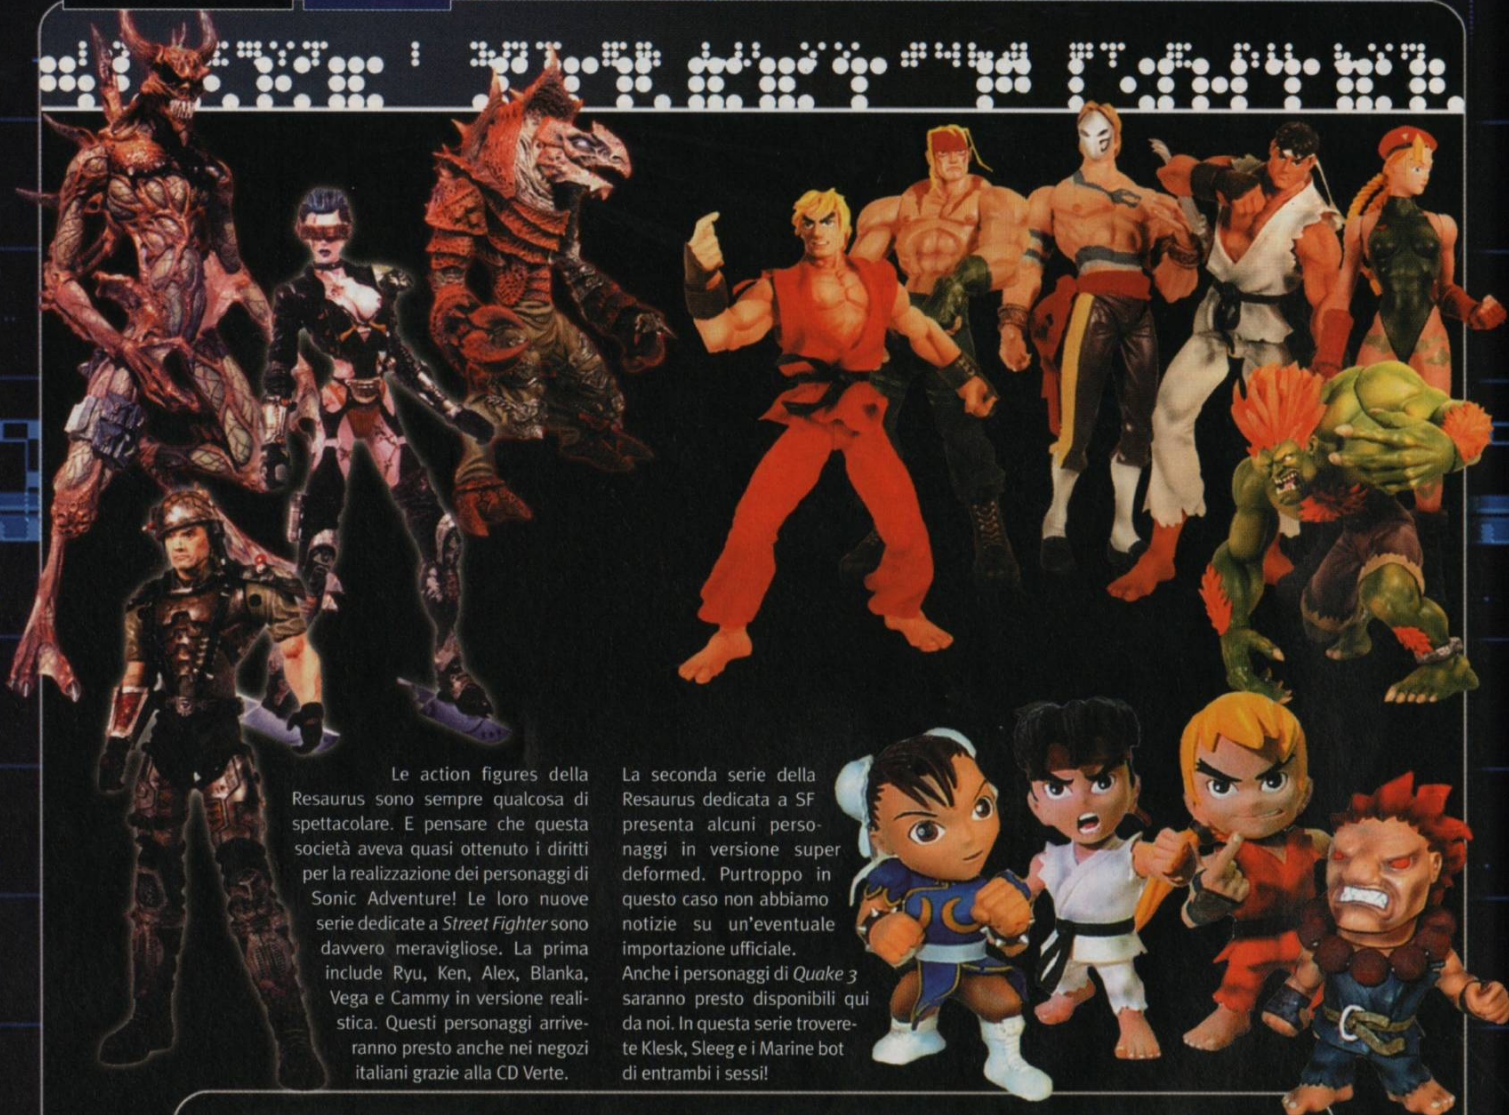 Le action figures della
Resaurus sono sempre qualcosa di
spettacolare. E pensare che questa
società aveva quasi ottenuto i diritti
per la realizzazione dei personaggi di
Sonic Adventure! Le loro nuove
serie dedicate a Street Fighter sono
davvero meravigliose. La prima
include Ryu, Ken, Alex, Blanka,
Vega e Cammy in versione reali-
stica. Questi personaggi arrive-
ranno presto anche nei negozi
italiani grazie alla CD Verte.
La seconda serie della
Resaurus dedicata a SF
presenta alcuni perso-
naggi in versione super
deformed. Purtroppo in
questo caso non abbiamo
notizie su un'eventuale
importazione ufficiale.
Anche i personaggi di Quake 3
saranno presto disponibili qui
da noi. In questa serie trovere-
te Klesk, Sleeg e i Marine bot
di entrambi i sessi!